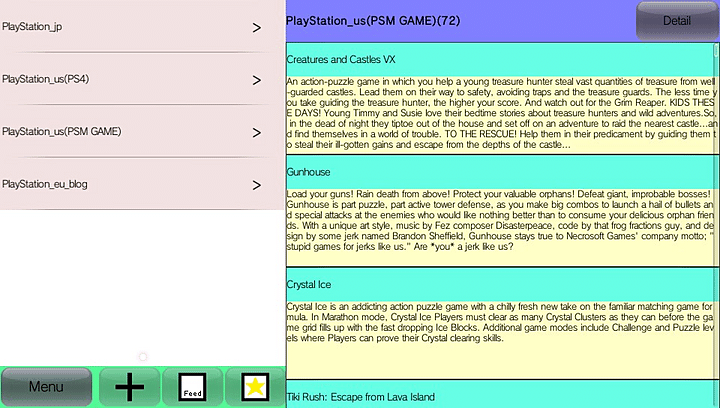 PlayStation_jp
PlayStation_us(PS4)
PlayStation_us(PSM GAME)
PlayStation_eu_blog
Menu
Feed
PlayStation_us(PSM GAME)(72)
Detail
Creatures and Castles VX
An action-puzzle game in which you help a young treasure hunter steal vast quantities of treasure from well
-guarded castles. Lead them on their way to safety, avoiding traps and the treasure guards. The less time y
ou take guiding the treasure hunter, the higher your score. And watch out for the Grim Reaper. KIDS THES
E DAYS! Young Timmy and Susie love their bedtime stories about treasure hunters and wild adventures.So,
in the dead of night they tiptoe out of the house and set off on an adventure to raid the nearest castle...an
d find themselves in a world of trouble. TO THE RESCUE! Help them in their predicament by guiding them t
o steal their ill-gotten gains and escape from the depths of the castle...
Gunhouse
Load your guns! Rain death from above! Protect your valuable orphans! Defeat giant, improbable bosses!
Gunhouse is part puzzle, part active tower defense, as you make big combos to launch a hail of bullets an
d special attacks at the enemies who would like nothing better than to consume your delicious orphan frien
ds. With a unique art style, music by Fez composer Disasterpeace, code by that frog fractions guy, and de
sign by some jerk named Brandon Sheffield, Gunhouse stays true to Necrosoft Games' company motto; "
stupid games for jerks like us." Are *you* a jerk like us?
Crystal Ice
Crystal Ice is an addicting action puzzle game with a chilly fresh new take on the familiar matching game for
mula. In Marathon mode, Crystal Ice Players must clear as many Crystal Clusters as they can before the ga
me grid fills up with the fast dropping Ice Blocks. Additional game modes include Challenge and Puzzle lev
els where Players can prove their Crystal clearing skills.
Tiki Rush: Escape from Lava Island